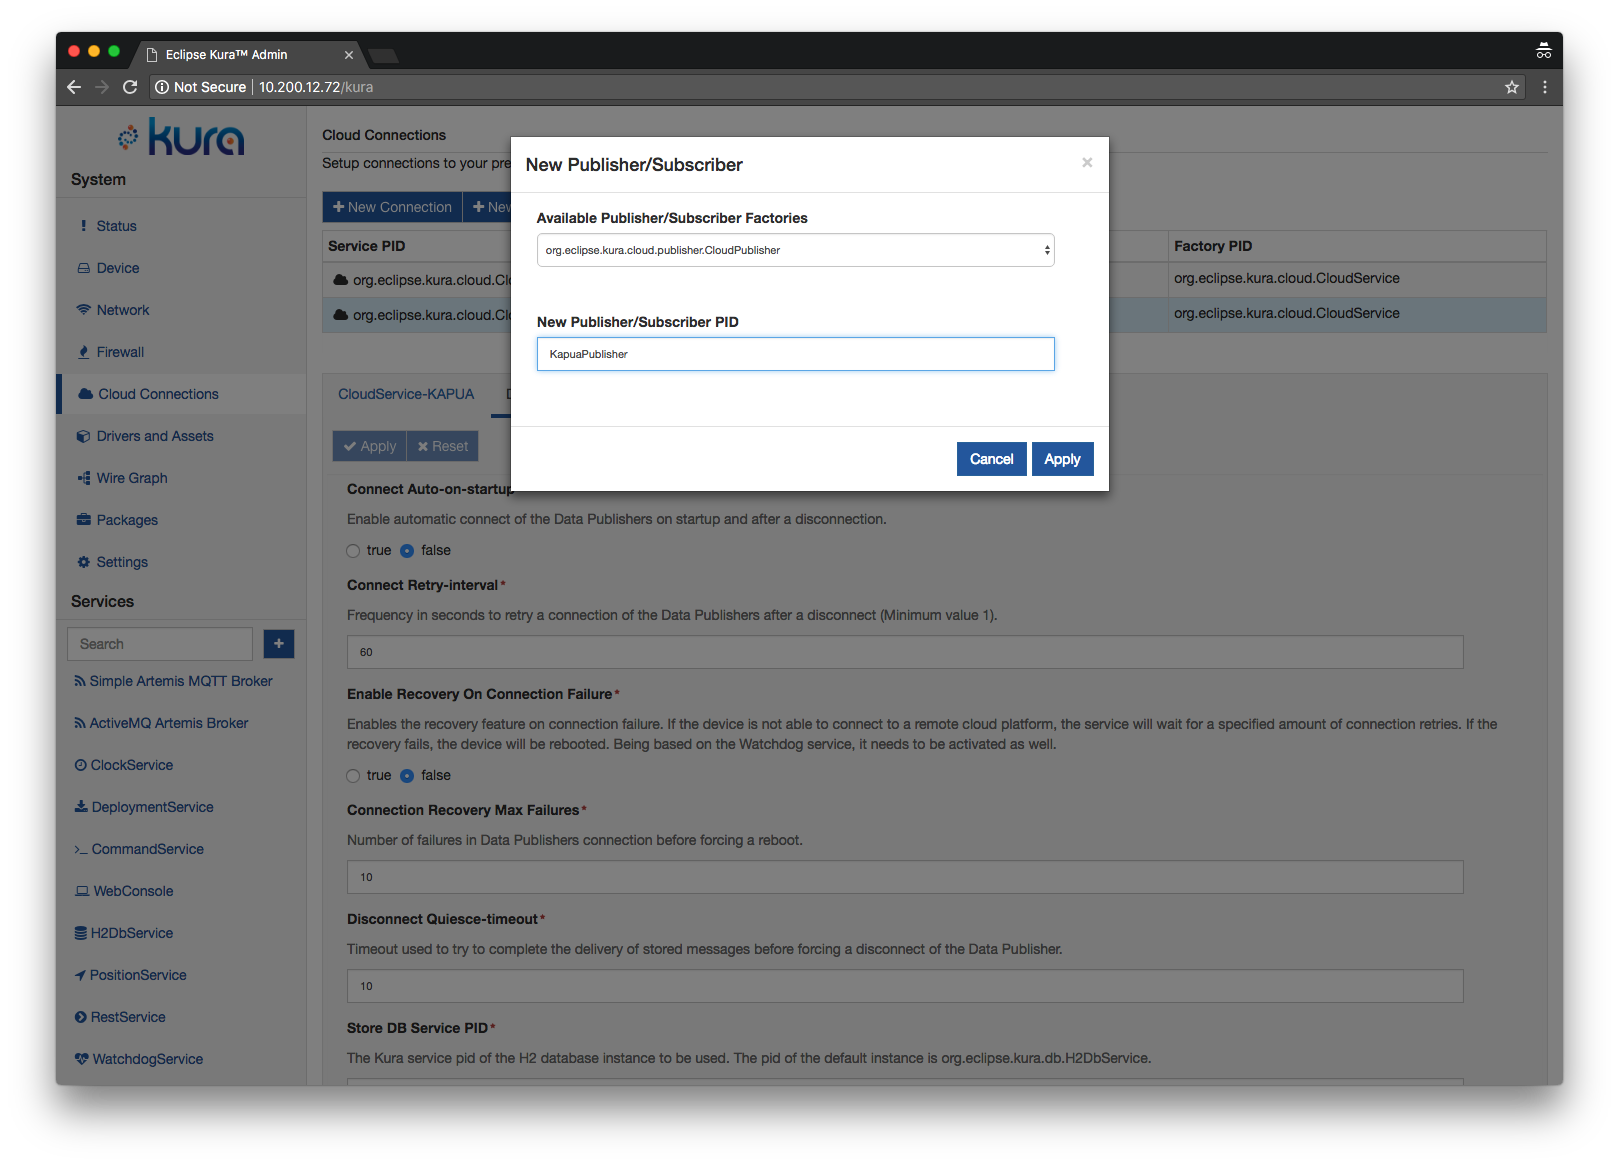 Eclipse Kura™ Admin
Not Secure 10.200.12.72/kura
kura
System
Status
Device
Network
Firewall
Cloud Connections
Drivers and Assets
Wire Graph
Packages
Settings
Services
Search
Simple Artemis MQTT Broker
ActiveMQ Artemis Broker
ClockService
DeploymentService
CommandService
WebConsole
H2DbService
PositionService
RestService
WatchdogService
Cloud Connections
Setup connections to your
New Connection
Service PID
Factory PID
org.eclipse.kura.cloud.CloudService
org.eclipse.kura.cloud.CloudService
New Publisher/Subscriber
Available Publisher/Subscriber Factories
org.eclipse.kura.cloud.publisher.CloudPublisher
New Publisher/Subscriber PID
KapuaPublisher
Cancel Apply
CloudService-KAPUA
Apply Reset
Connect Auto-on-startup
Enable automatic connect of the Data Publishers on startup and after a disconnection.
true false
Connect Retry-interval*
Frequency in seconds to retry a connection of the Data Publishers after a disconnect (Minimum value 1).
60
Enable Recovery On Connection Failure*
Enables the recovery feature on connection failure. If the device is not able to connect to a remote cloud platform, the service will wait for a specified amount of connection retries. If the
recovery fails, the device will be rebooted. Being based on the Watchdog service, it needs to be activated as well.
true false
Connection Recovery Max Failures*
Number of failures in Data Publishers connection before forcing a reboot.
10
Disconnect Quiesce-timeout*
Timeout used to try to complete the delivery of stored messages before forcing a disconnect of the Data Publisher.
10
Store DB Service PID*
The Kura service pid of the H2 database instance to be used. The pid of the default instance is org.eclipse.kura.db.H2DbService.